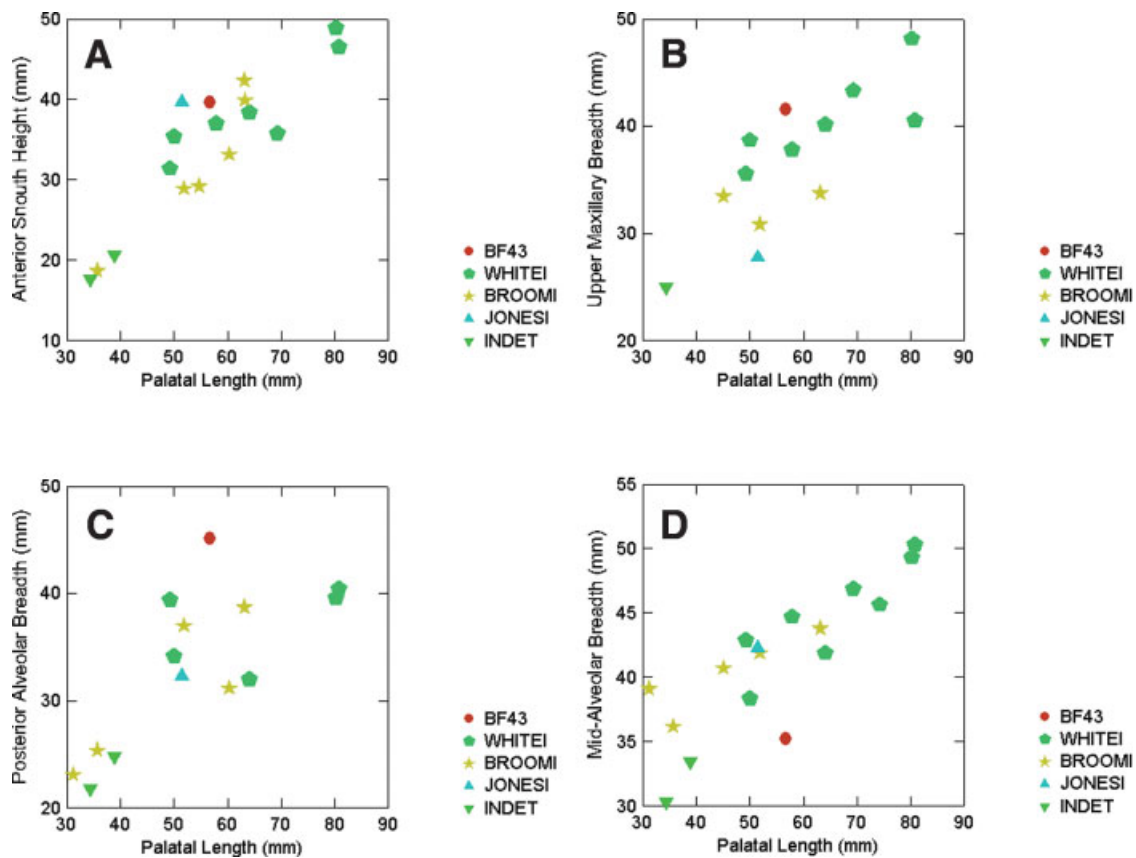 A
Anterior Snouth Height (mm)
50
40
30
20
10
30 40 50 60 70 80 90
Palatal Length (mm)
BF43
WHITEI
BROOMI
JONESI
INDET
B
Upper Maxillary Breadth (mm)
50
40
30
20
30 40 50 60 70 80 90
Palatal Length (mm)
BF43
WHITEI
BROOMI
JONESI
INDET
C
Posterior Alveolar Breadth (mm)
50
40
30
20
30 40 50 60 70 80 90
Palatal Length (mm)
BF43
WHITEI
BROOMI
JONESI
INDET
D
Mid-Alveolar Breadth (mm)
55
50
45
40
35
30
30 40 50 60 70 80 90
Palatal Length (mm)
BF43
WHITEI
BROOMI
JONESI
INDET